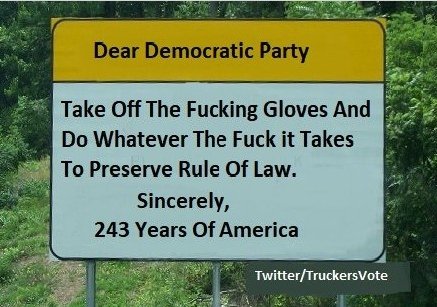 Dear Democratic Party
Take Off The Fucking Gloves And
Do Whatever The Fuck it Takes
To Preserve Rule Of Law.
Sincerely,
243 Years Of America
Twitter/TruckersVote